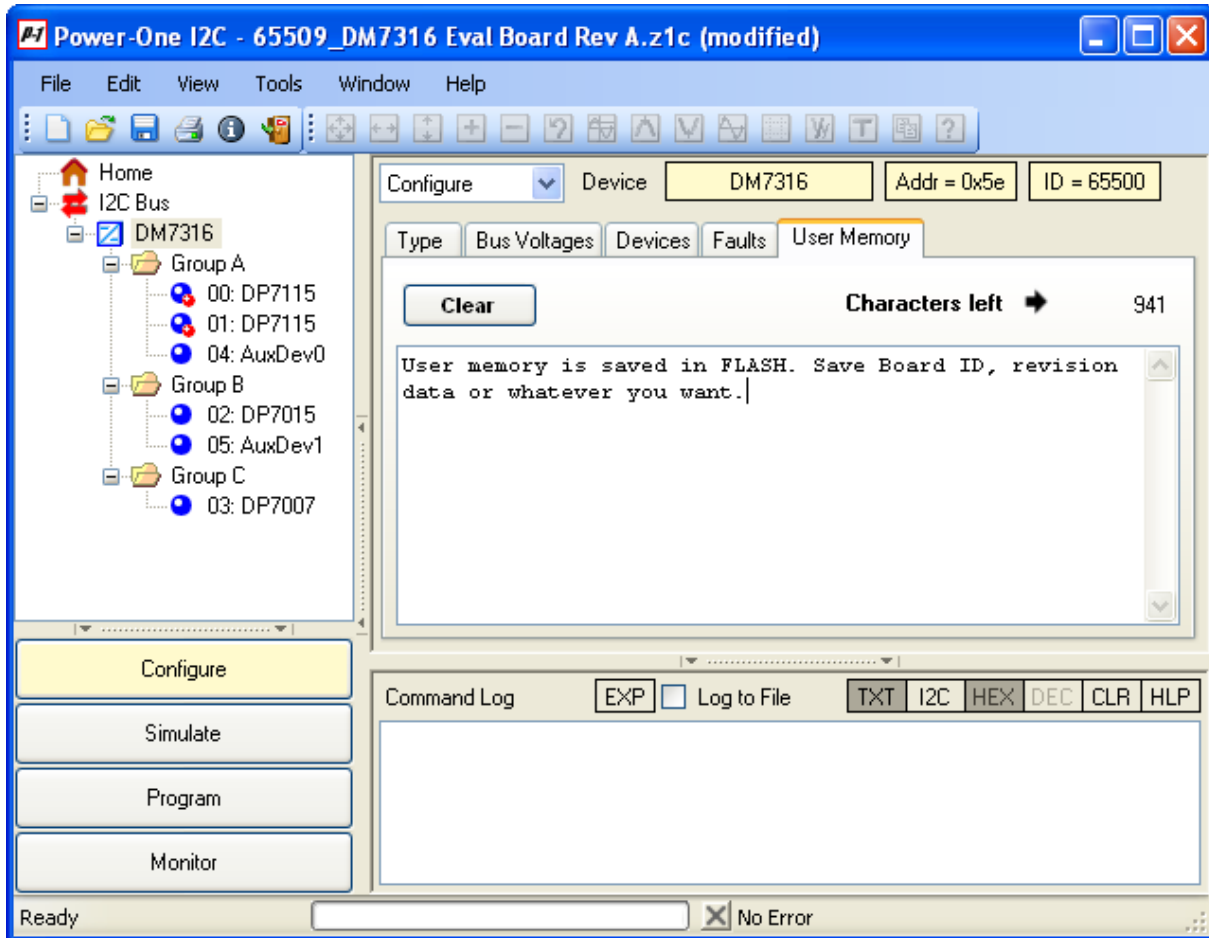 Power-One I2C - 65509_DM7316 Eval Board Rev A.z1c (modified)
File Edit View Tools Window Help
Home
I2C Bus
DM7316
Group A
00: DP7115
01: DP7115
04: AuxDev0
Group B
02: DP7015
05: AuxDev1
Group C
03: DP7007
Configure
Simulate
Program
Monitor
Configure Device DM7316 Addr = 0x5e ID = 65500
Type Bus Voltages Devices Faults User Memory
Clear Characters left 941
User memory is saved in FLASH. Save Board ID, revision
data or whatever you want.
Command Log EXP Log to File TXT I2C HEX DEC CLR HLP
Ready No Error